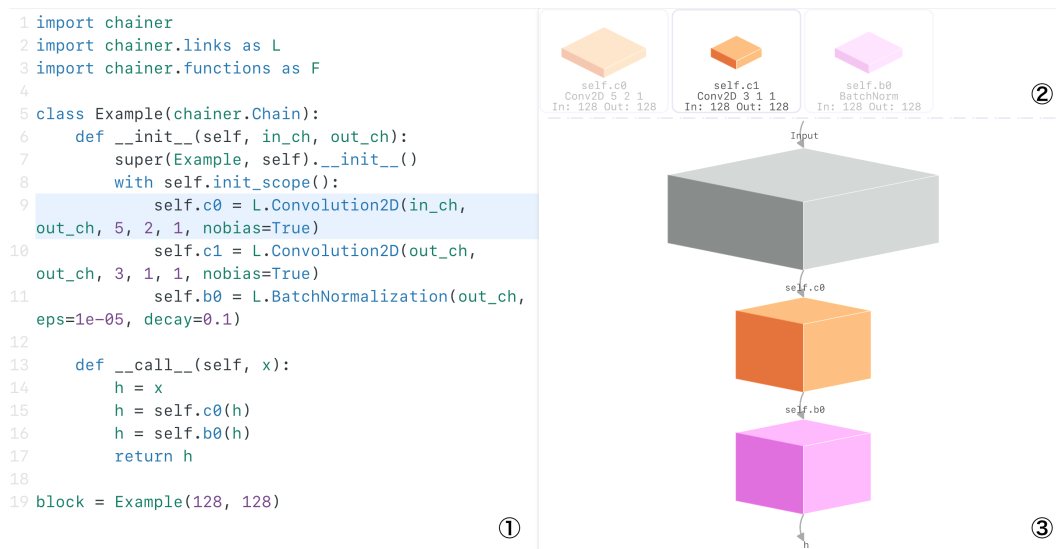 1 import chainer
2 import chainer.links as L
3 import chainer.functions as F
4
5 class Example(chainer.Chain):
6     def __init__(self, in_ch, out_ch):
7         super(Example, self).__init__()
8         with self.init_scope():
9             self.c0 = L.Convolution2D(in_ch,
out_ch, 5, 2, 1, nobias=True)
10             self.c1 = L.Convolution2D(out_ch,
out_ch, 3, 1, 1, nobias=True)
11             self.b0 = L.BatchNormalization(out_ch,
eps=1e-05, decay=0.1)
12
13     def __call__(self, x):
14         h = x
15         h = self.c0(h)
16         h = self.b0(h)
17         return h
18
19 block = Example(128, 128)
①
self.c0
Conv2D 5 2 1
In: 128 Out: 128
self.c1
Conv2D 3 1 1
In: 128 Out: 128
self.b0
BatchNorm
In: 128 Out: 128
②
Input
self.c0
self.b0
h
③